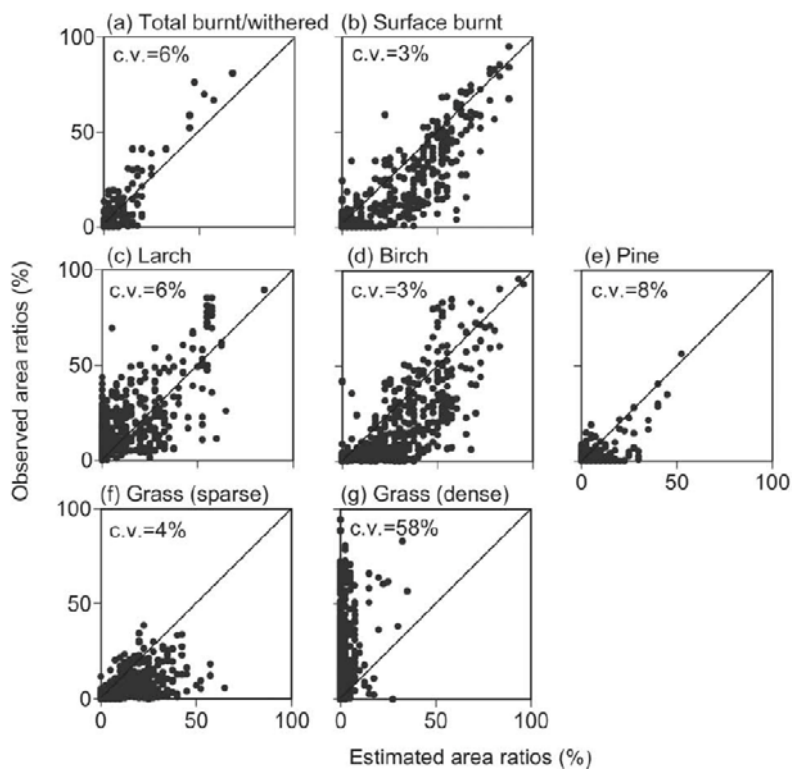 (a) Total burnt/withered
(b) Surface burnt
100
c.v.=6%
c.v.=3%
50
0
(c) Larch
(d) Birch
(e) Pine
100
c.v.=6%
c.v.=3%
c.v.=8%
50
0
0
50
100
(f) Grass (sparse)
(g) Grass (dense)
100
c.v.=4%
c.v.=58%
50
0
0
50
100
0
50
100
Observed area ratios (%)
Estimated area ratios (%)